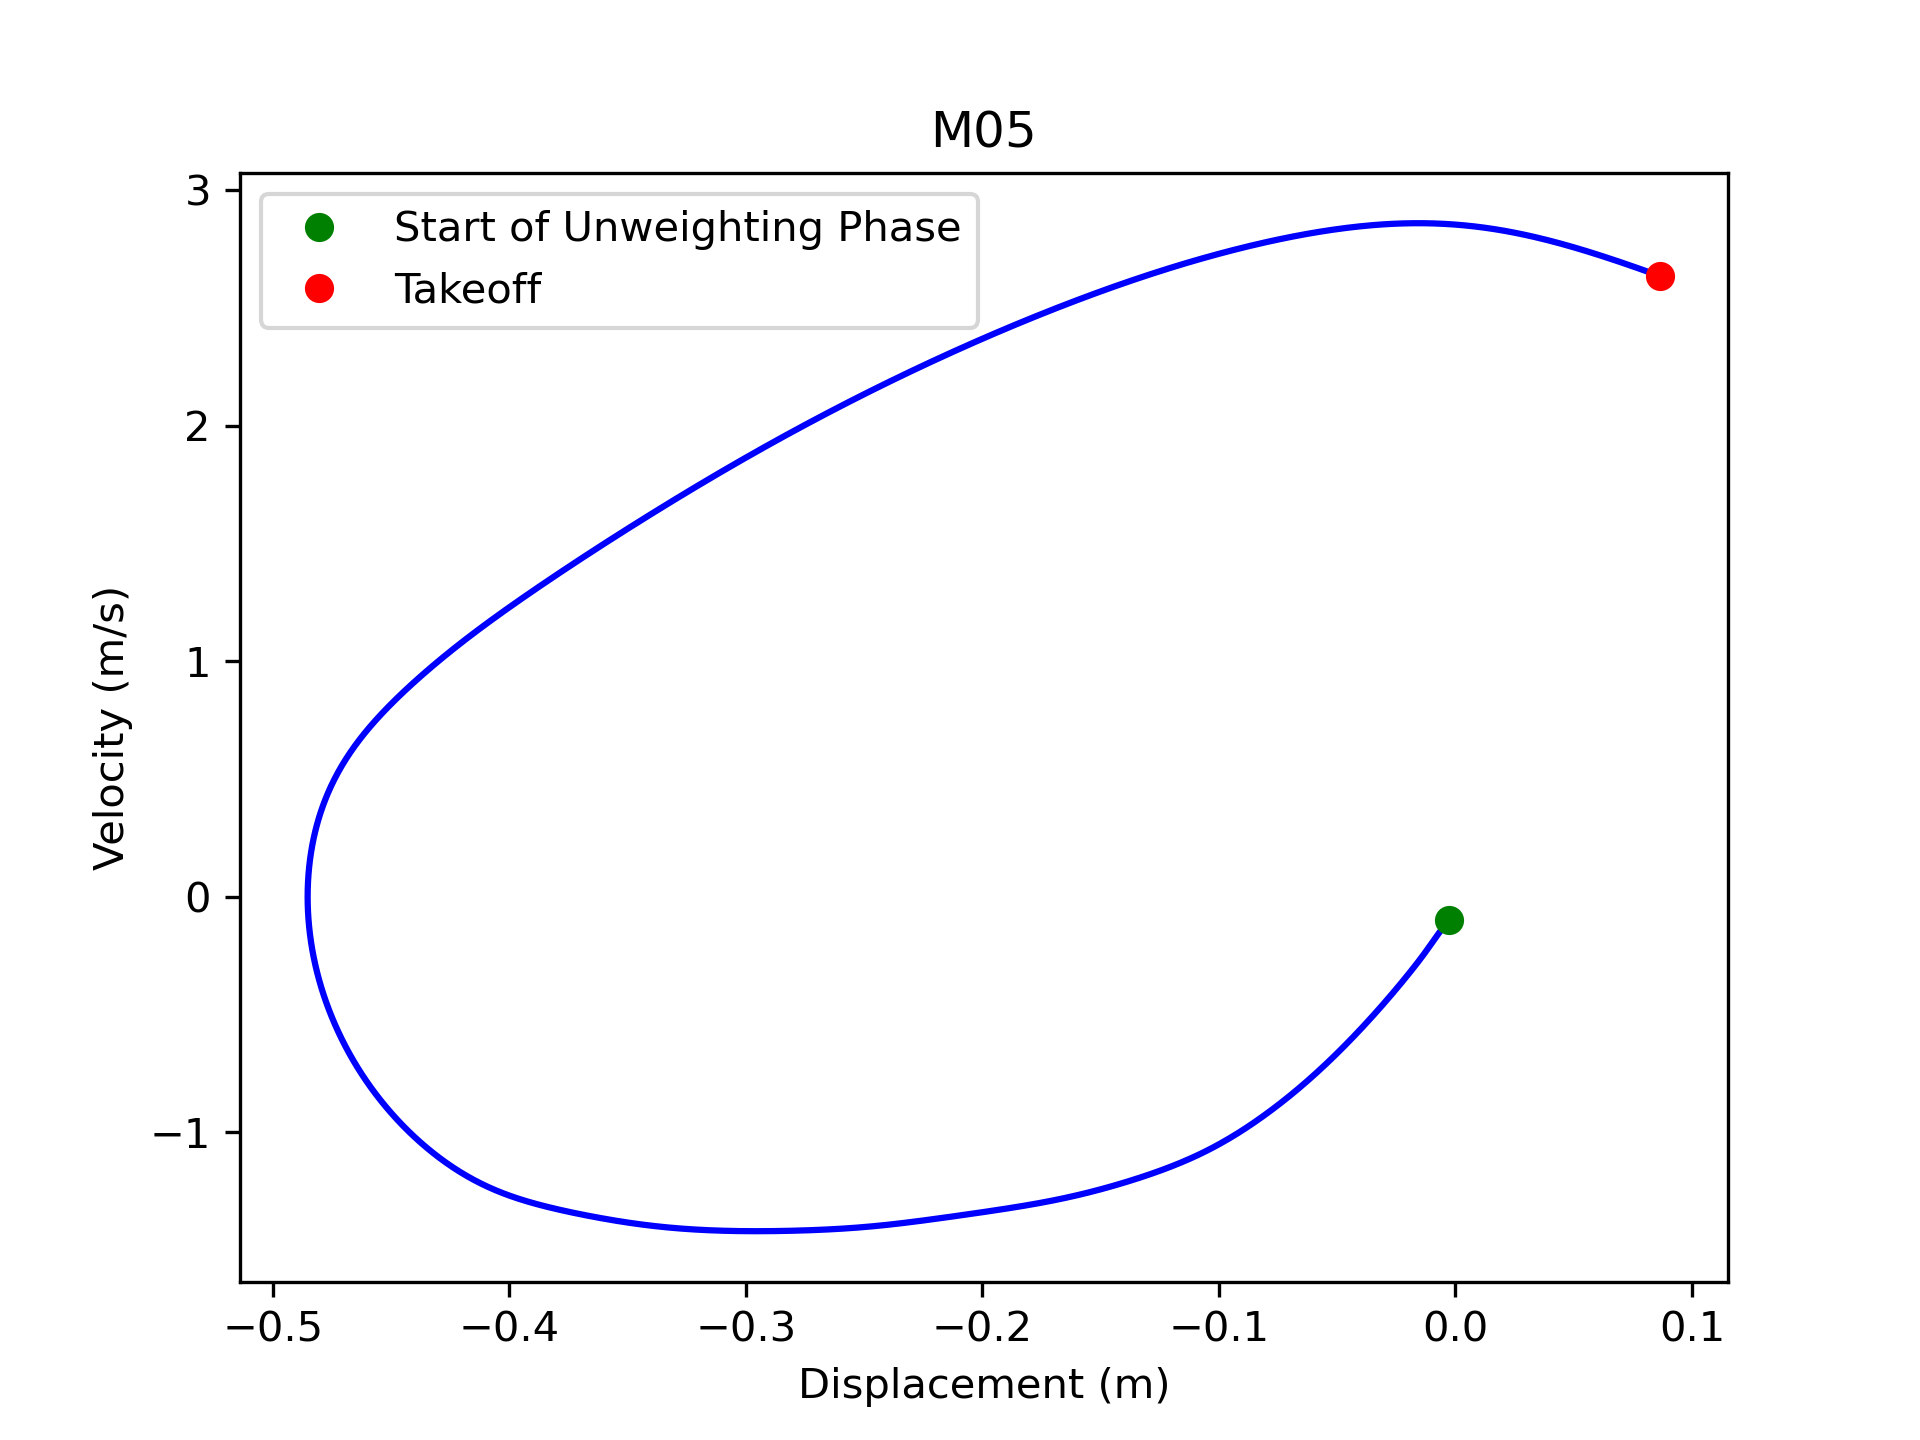 M05
Start of Unweighting Phase
Takeoff
Velocity (m/s)
3
2
1
0
−1
−0.5 −0.4 −0.3 −0.2 −0.1 0.0 0.1
Displacement (m)